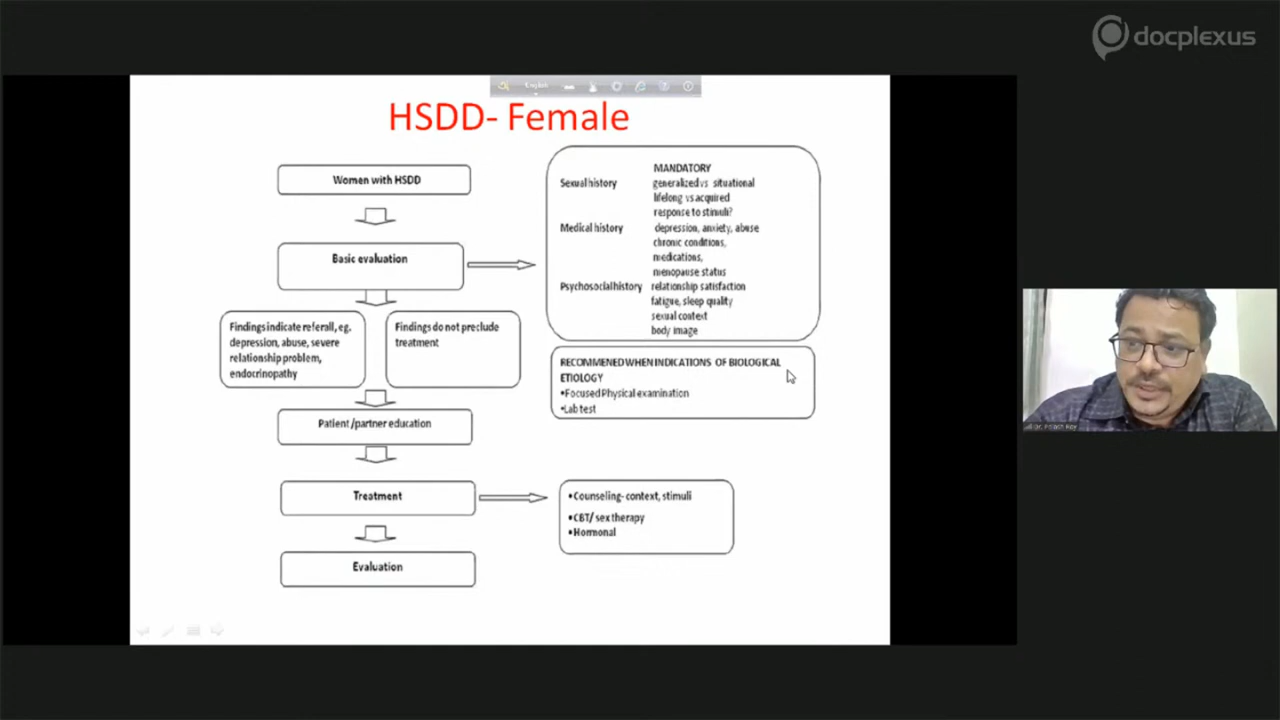 docplexus
English
HSDD- Female
Women with HSDD
Basic evaluation
Findings indicate referall, eg.
depression, abuse, severe
relationship problem,
endocrinopathy
Findings do not preclude
treatment
Patient /partner education
Treatment
Evaluation
MANDATORY
Sexual history generalized vs situational
lifelong vs acquired
response to stimuli?
Medical history depression, anxiety, abuse
chronic conditions,
medications,
menopause status
Psychosocial history relationship satisfaction
fatigue, sleep quality
sexual context
body image
RECOMMENED WHEN INDICATIONS OF BIOLOGICAL
ETIOLOGY
•Focused Physical examination
•Lab test
•Counseling- context, stimuli
•CBT/ sex therapy
•Hormonal